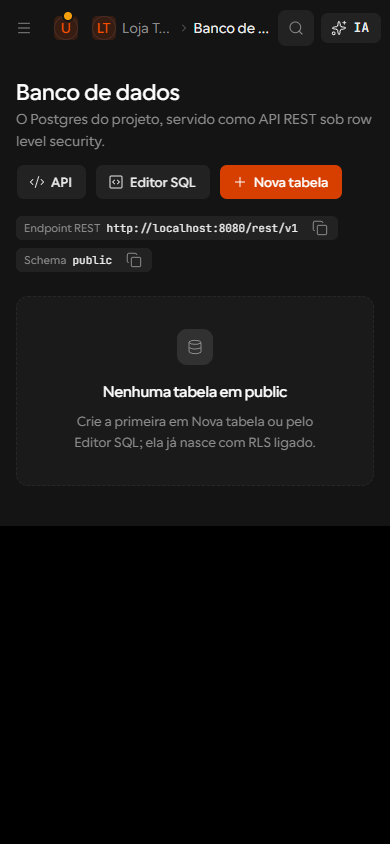 U LT Loja T... Banco de ... IA
Banco de dados
O Postgres do projeto, servido como API REST sob row
level security.
API Editor SQL Nova tabela
Endpoint REST http://localhost:8080/rest/v1
Schema public
Nenhuma tabela em public
Crie a primeira em Nova tabela ou pelo
Editor SQL; ela já nasce com RLS ligado.